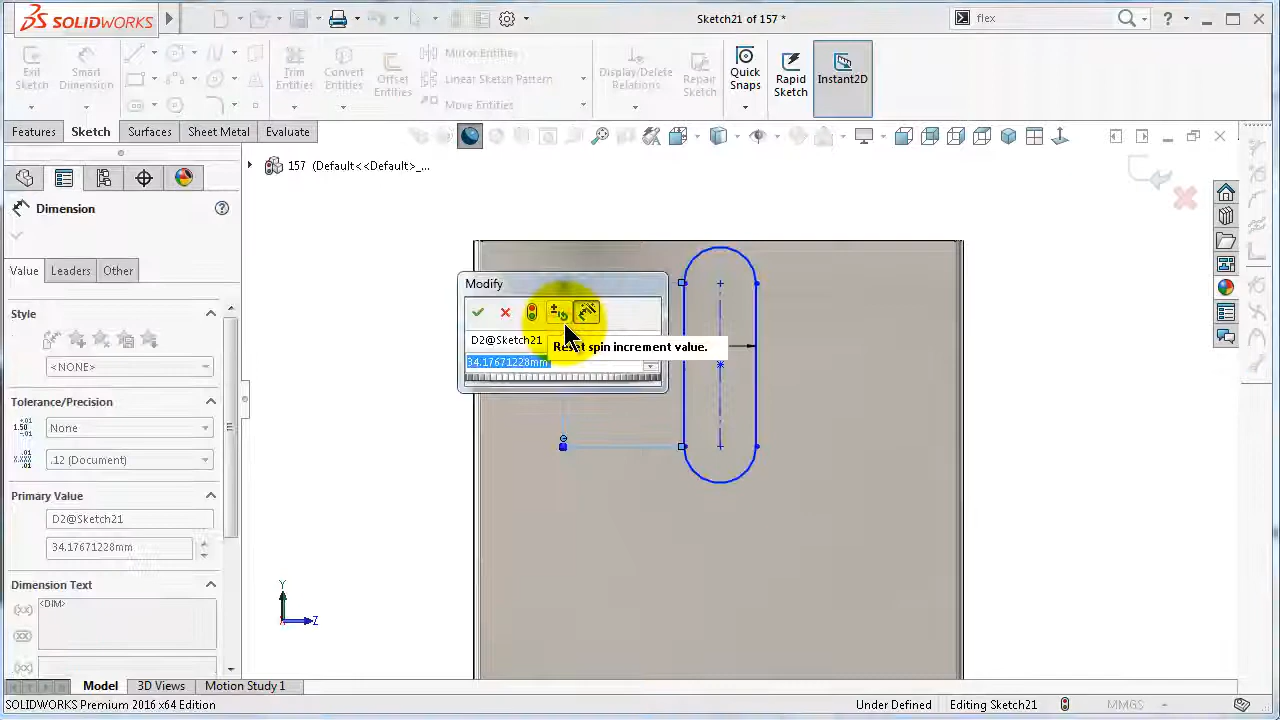 SOLIDWORKS
Sketch21 of 157 *
flex
Exit Sketch
Smart Dimension
Trim Entities
Convert Entities
Offset Entities
Mirror Entities
Linear Sketch Pattern
Move Entities
Display/Delete Relations
Repair Sketch
Quick Snaps
Rapid Sketch
Instant2D
Features
Sketch
Surfaces
Sheet Metal
Evaluate
157 (Default<<Default>_...
Dimension
Value
Leaders
Other
Style
<NONE>
Tolerance/Precision
None
.12 (Document)
Primary Value
D2@Sketch21
34.17671228mm
Dimension Text
<DIM>
Modify
D2@Sketch21
Reset spin increment value.
34.17671228mm
Y
Z
Model
3D Views
Motion Study 1
SOLIDWORKS Premium 2016 x64 Edition
Under Defined
Editing Sketch21
MMGS